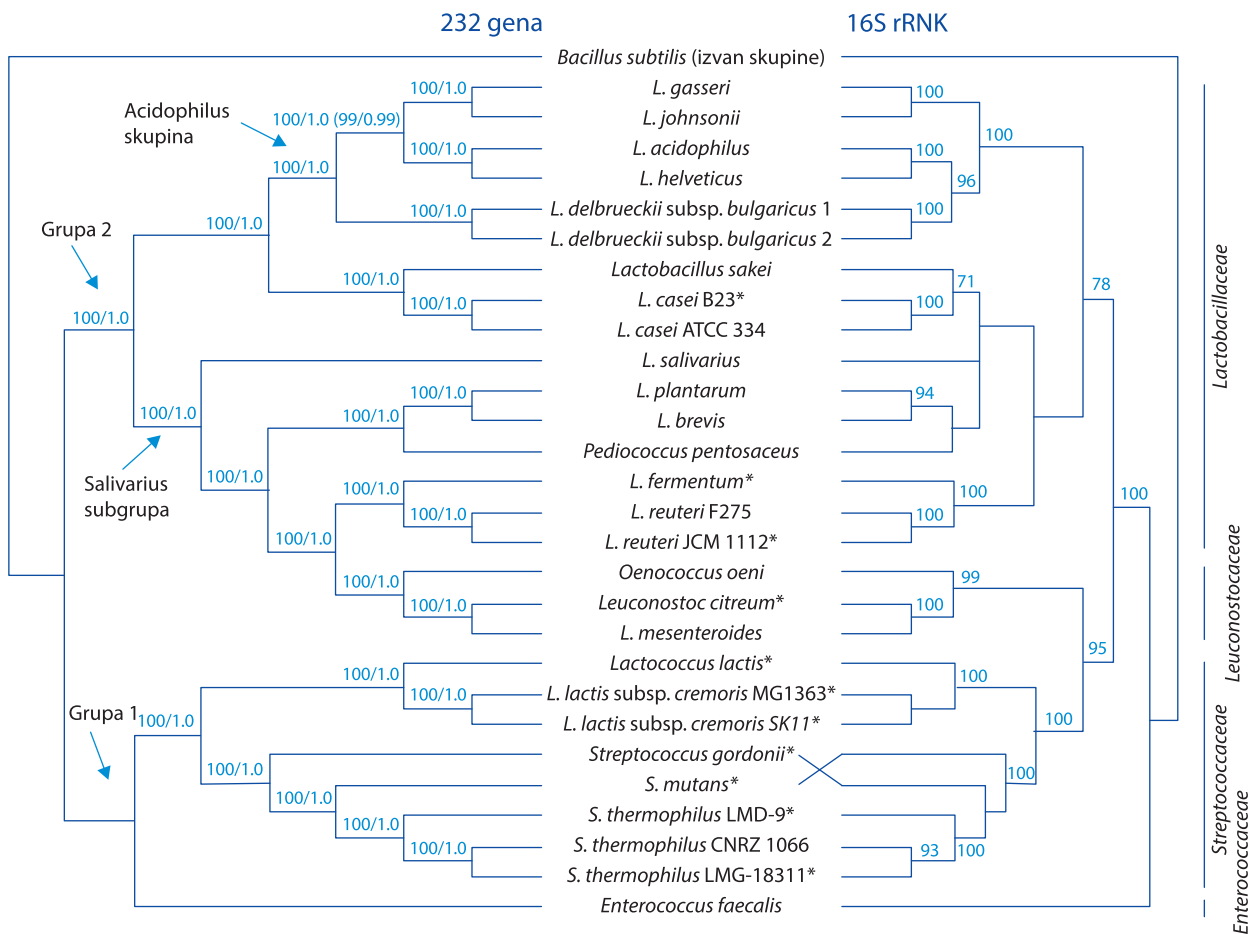 232 gena
16S rRNK
Bacillus subtilis (izvan skupine)
L. gasseri
100/1.0
100
Acidophilus
skupina
100/1.0 (99/0.99)
L. johnsonii
100
L. acidophilus
100/1.0
100
100/1.0
L. helveticus
96
L. delbrueckii subsp. bulgaricus 1
100/1.0
100
Grupa 2
100/1.0
L. delbrueckii subsp. bulgaricus 2
Lactobacillus sakei
100/1.0
71
78
L. casei B23*
100/1.0
100
100/1.0
L. casei ATCC 334
L. salivarius
L. plantarum
100/1.0
94
100/1.0
100/1.0
L. brevis
Pediococcus pentosaceus
Salivarius
subgrupa
100/1.0
L. fermentum*
100/1.0
100
100
L. reuteri F275
100/1.0
100
100/1.0
L. reuteri JCM 1112*
Oenococcus oeni
100/1.0
99
Leuconostoc citreum*
100/1.0
100
L. mesenteroides
95
Lactococcus lactis*
100/1.0
100
L. lactis subsp. cremoris MG1363*
100/1.0
Grupa 1
100/1.0
L. lactis subsp. cremoris SK11*
100
Streptococcus gordonii*
100/1.0
100
S. mutans*
100/1.0
S. thermophilus LMD-9*
100/1.0
S. thermophilus CNRZ 1066
100/1.0
93
100
S. thermophilus LMG-18311*
Enterococcus faecalis
Lactobacillaceae
Leuconostocaceae
Streptococcaceae
Enterococcaceae